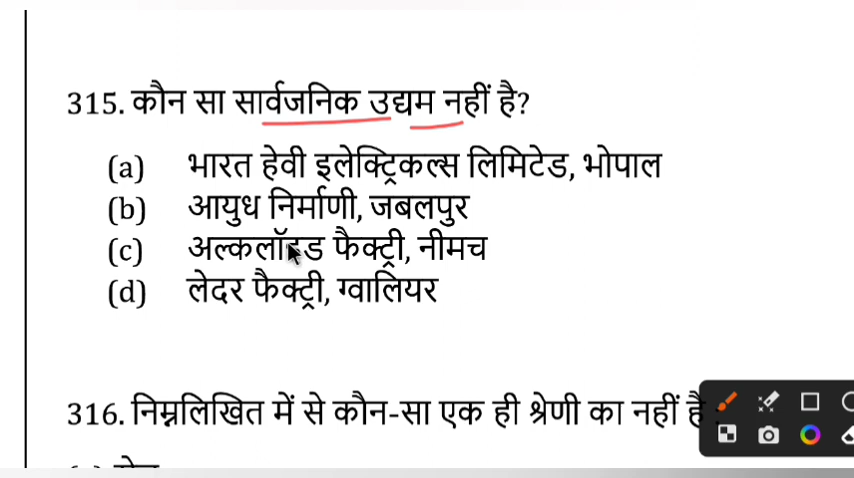 315. कौन सा सार्वजनिक उद्यम नहीं है?
(a) भारत हेवी इलेक्ट्रिकल्स लिमिटेड, भोपाल
(b) आयुध निर्माणी, जबलपुर
(c) अल्कलॉइड फैक्ट्री, नीमच
(d) लेदर फैक्ट्री, ग्वालियर
316. निम्नलिखित में से कौन-सा एक ही श्रेणी का नहीं है